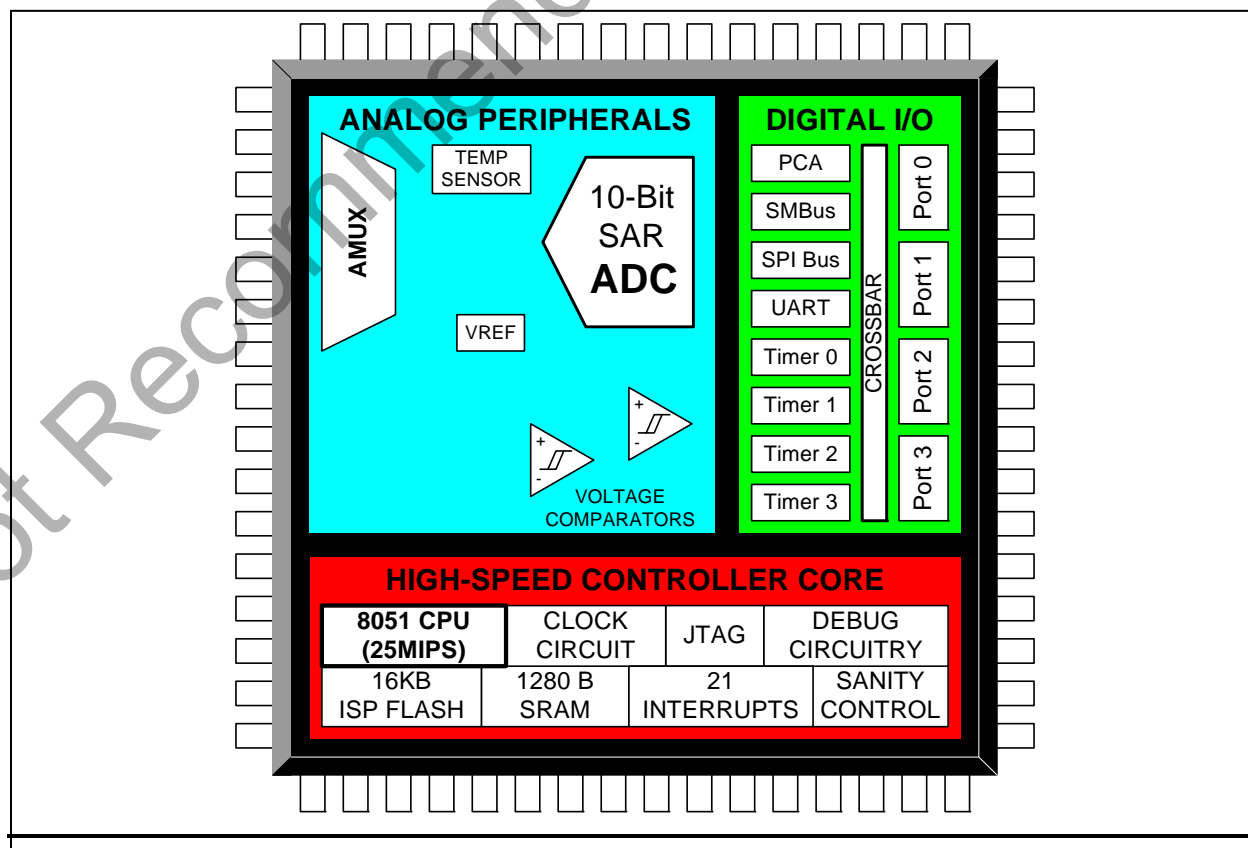 ANALOG PERIPHERALS
AMUX
TEMP
SENSOR
10-Bit
SAR
ADC
VREF
+
-
+
-
VOLTAGE
COMPARATORS
DIGITAL I/O
PCA
SMBus
SPI Bus
UART
Timer 0
Timer 1
Timer 2
Timer 3
CROSSBAR
Port 0
Port 1
Port 2
Port 3
HIGH-SPEED CONTROLLER CORE
8051 CPU
(25MIPS)
CLOCK
CIRCUIT
JTAG
DEBUG
CIRCUITRY
16KB
ISP FLASH
1280 B
SRAM
21
INTERRUPTS
SANITY
CONTROL